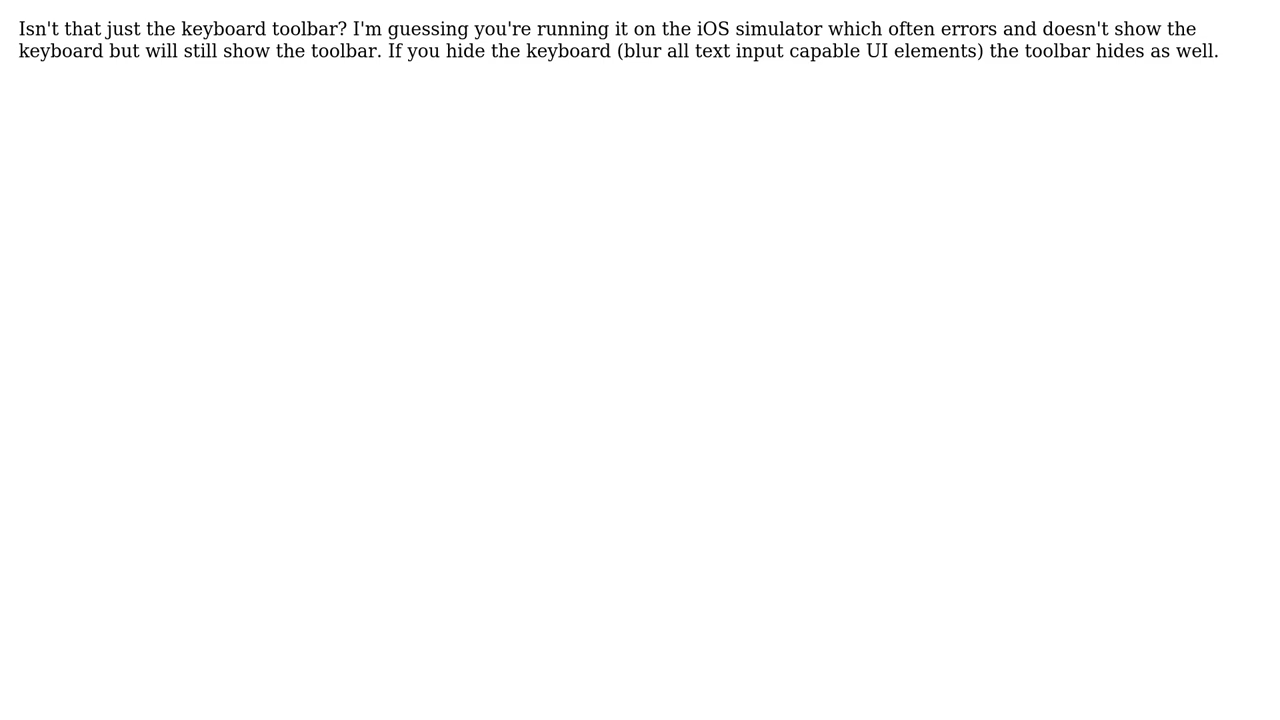 Isn't that just the keyboard toolbar? I'm guessing you're running it on the iOS simulator which often errors and doesn't show the
keyboard but will still show the toolbar. If you hide the keyboard (blur all text input capable UI elements) the toolbar hides as well.